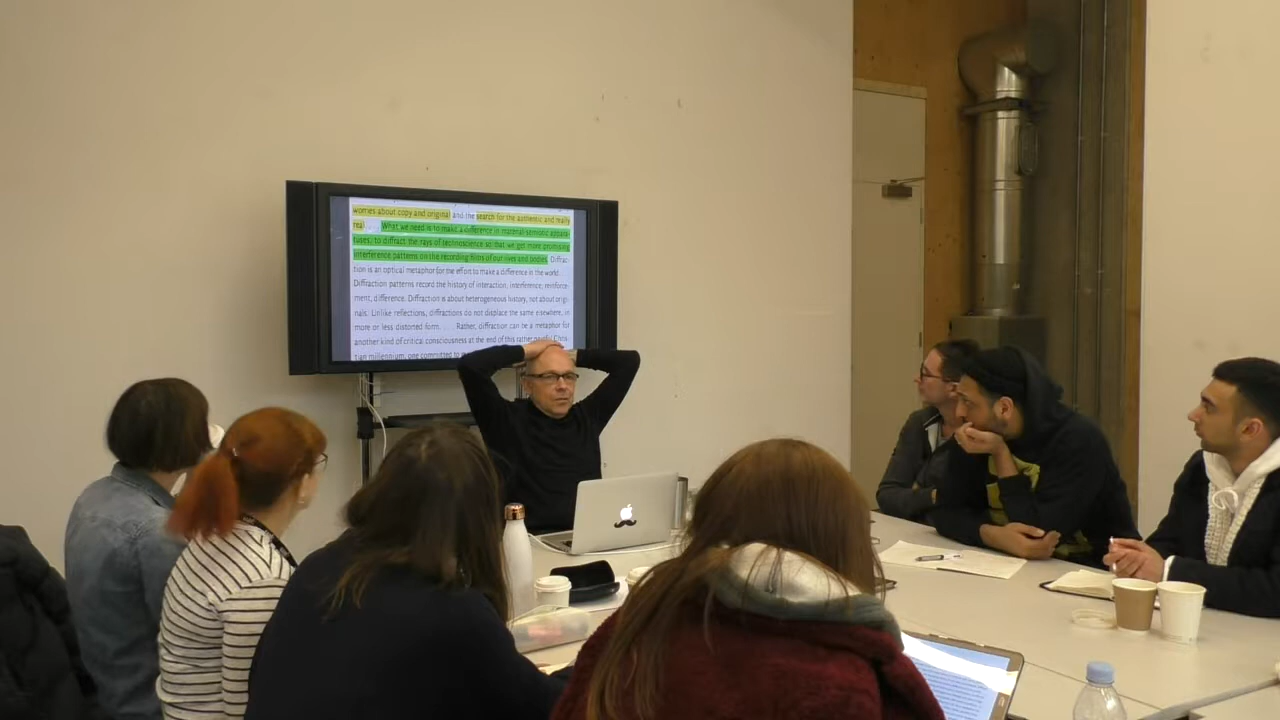 worries about copy and original and the search for the authentic and really
real . . . . What we need is to make a difference in material-semiotic appara-
tuses, to diffract the rays of technoscience so that we get more promising
interference patterns on the recording films of our lives and bodies. Diffrac-
tion is an optical metaphor for the effort to make a difference in the world.
Diffraction patterns record the history of interaction, interference, reinforce-
ment, difference. Diffraction is about heterogeneous history, not about origi-
nals. Unlike reflections, diffractions do not displace the same elsewhere, in
more or less distorted form. . . . Rather, diffraction can be a metaphor for
another kind of critical consciousness at the end of this rather painful Chris-
tian millennium, one committed to